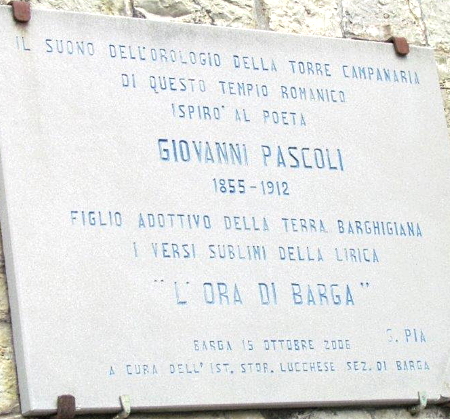 IL SUONO DELL'OROLOGIO DELLA TORRE CAMPANARIA
DI QUESTO TEMPIO ROMANICO
ISPIRO' AL POETA
GIOVANNI PASCOLI
1855-1912
FIGLIO ADOTTIVO DELLA TERRA BARGHIGIANA
I VERSI SUBLIMI DELLA LIRICA
"L'ORA DI BARGA"
G. PIA
BARGA 15 OTTOBRE 2006
A CURA DELL'IST. STOR. LUCCHESE SEZ. DI BARGA